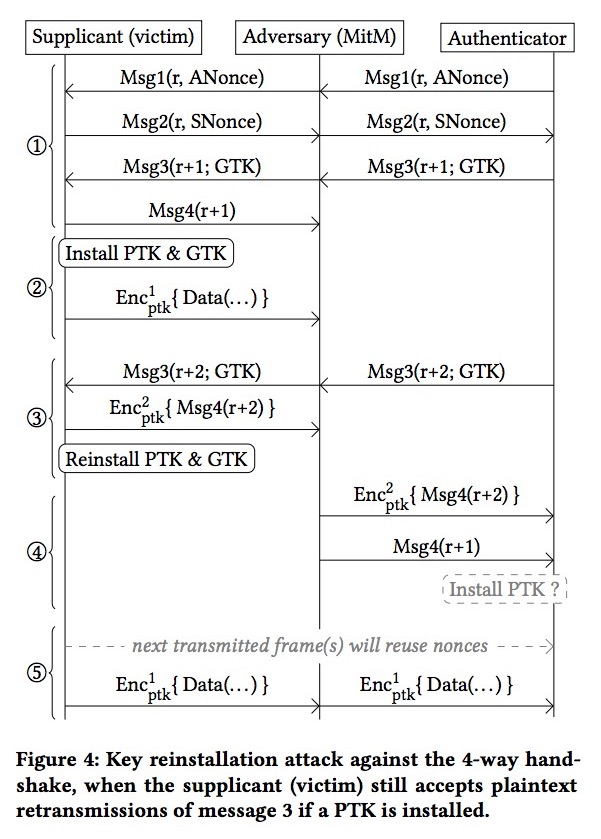 Supplicant (victim) Adversary (MitM) Authenticator
Msg1(r, ANonce) Msg1(r, ANonce)
Msg2(r, SNonce) Msg2(r, SNonce)
①
Msg3(r+1; GTK) Msg3(r+1; GTK)
Msg4(r+1)
Install PTK & GTK
②
Enc¹ptk{ Data(…) }
Msg3(r+2; GTK) Msg3(r+2; GTK)
③
Enc²ptk{ Msg4(r+2) }
Reinstall PTK & GTK
Enc²ptk{ Msg4(r+2) }
④
Msg4(r+1)
Install PTK ?
next transmitted frame(s) will reuse nonces
⑤
Enc¹ptk{ Data(…) } Enc¹ptk{ Data(…) }
Figure 4: Key reinstallation attack against the 4-way hand-
shake, when the supplicant (victim) still accepts plaintext
retransmissions of message 3 if a PTK is installed.